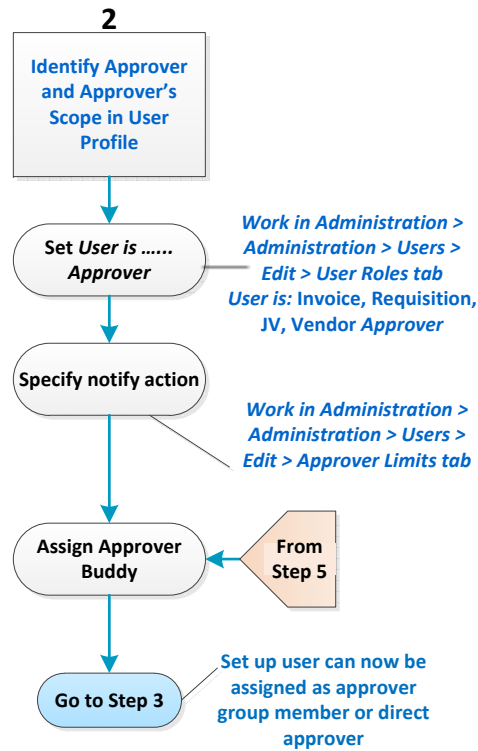 2
Identify Approver
and Approver's
Scope in User
Profile
Set User is …...
Approver
Work in Administration >
Administration > Users >
Edit > User Roles tab
User is: Invoice, Requisition,
JV, Vendor Approver
Specify notify action
Work in Administration >
Administration > Users >
Edit > Approver Limits tab
Assign Approver
Buddy
From
Step 5
Go to Step 3
Set up user can now be
assigned as approver
group member or direct
approver